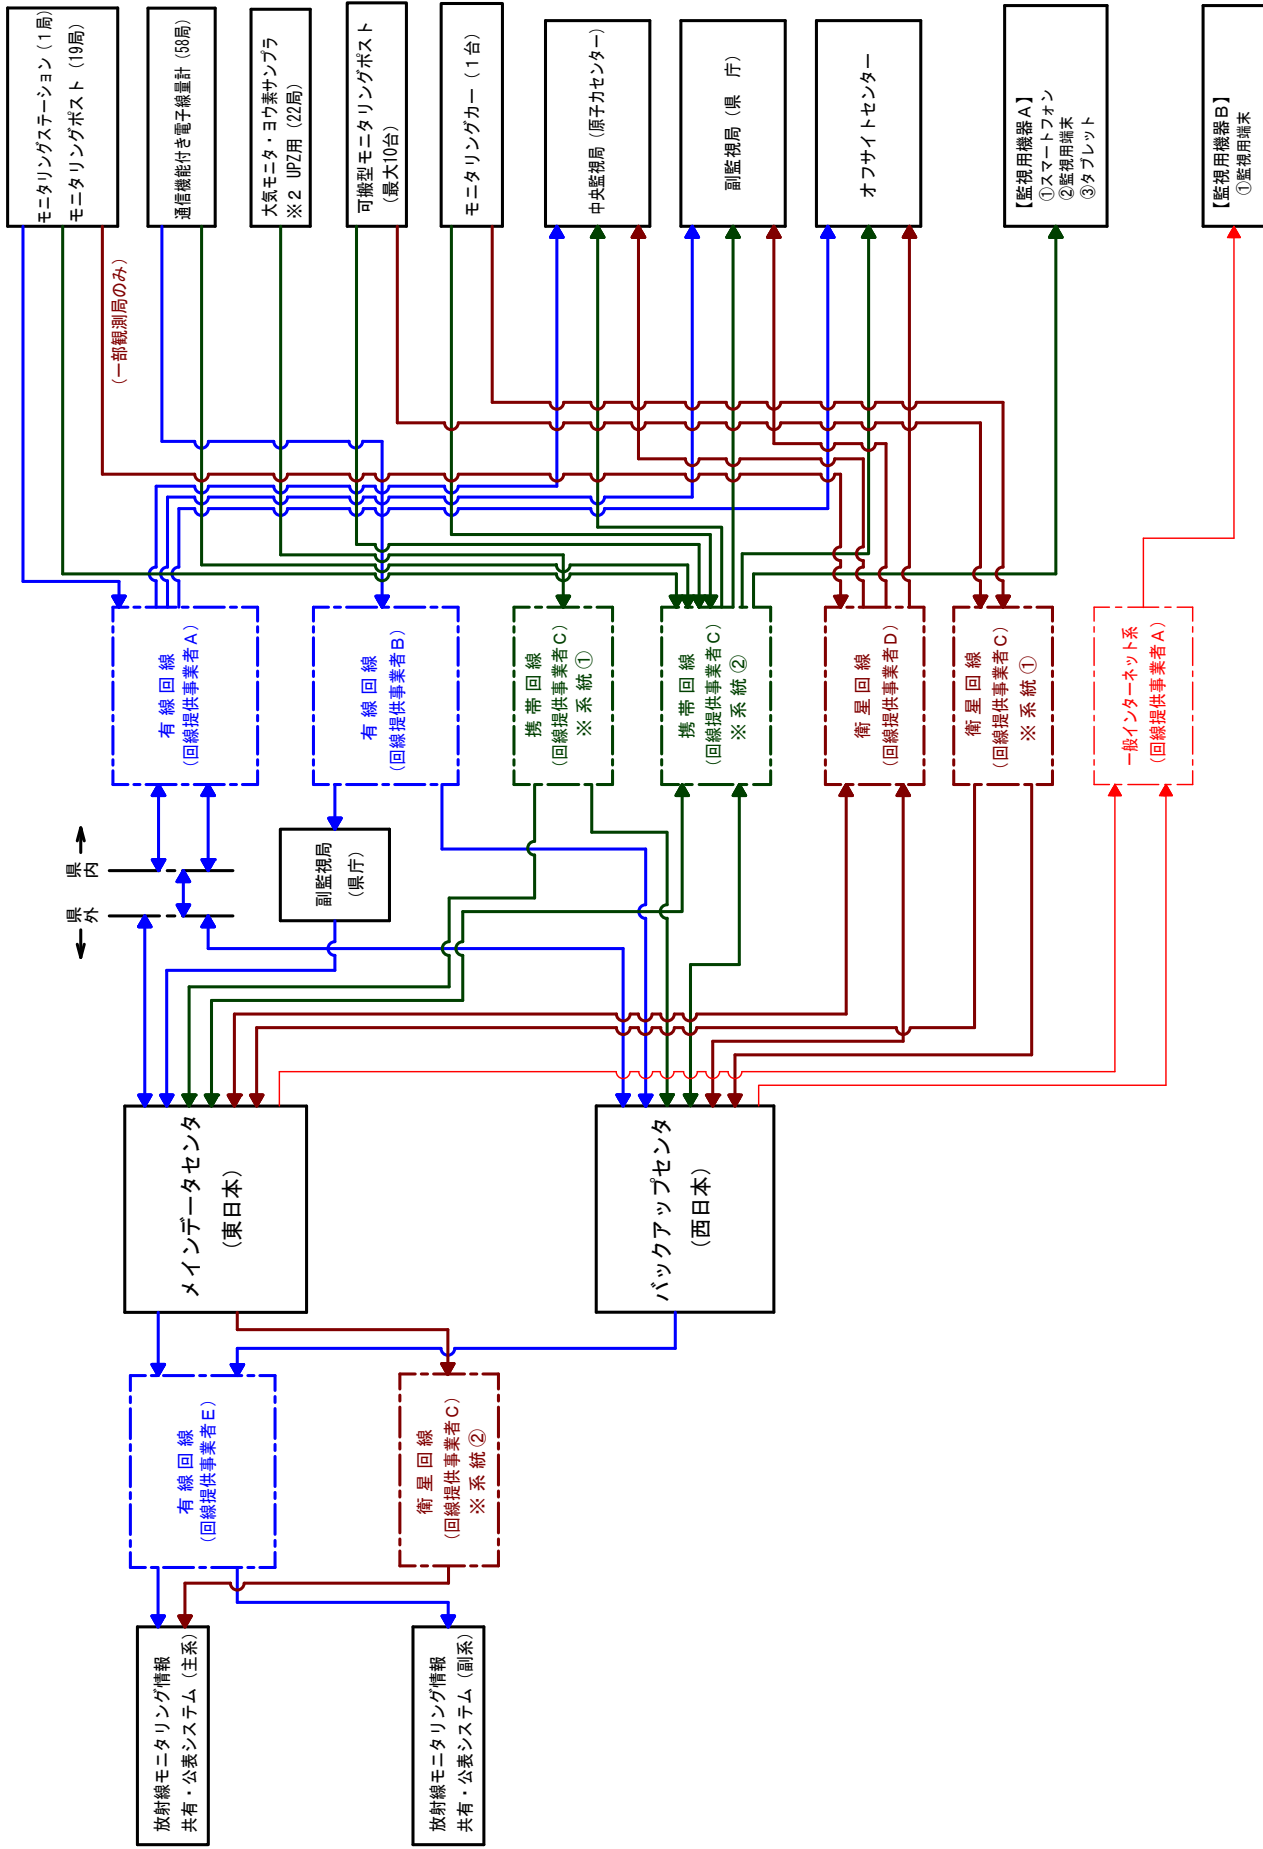 モニタリングステーション（１局）
モニタリングポスト（19局）
通信機能付き電子線量計（58局）
大気モニタ・ヨウ素サンプラ
※２ UPZ用（22局）
可搬型モニタリングポスト
（最大10台）
モニタリングカー（１台）
中央監視局（原子力センター）
副監視局（県　庁）
オフサイトセンター
【監視用機器Ａ】
①スマートフォン
②監視用端末
③タブレット
【監視用機器Ｂ】
①監視用端末
（一部観測局のみ）
有線回線
（回線提供事業者Ａ）
有線回線
（回線提供事業者Ｂ）
携帯回線
（回線提供事業者Ｃ）
※系統①
携帯回線
（回線提供事業者Ｃ）
※系統②
衛星回線
（回線提供事業者Ｄ）
衛星回線
（回線提供事業者Ｃ）
※系統①
一般インターネット系
（回線提供事業者Ａ）
県内
県外
副監視局
（県庁）
メインデータセンタ
（東日本）
バックアップセンタ
（西日本）
有線回線
（回線提供事業者Ｅ）
衛星回線
（回線提供事業者Ｃ）
※系統②
放射線モニタリング情報
共有・公表システム（主系）
放射線モニタリング情報
共有・公表システム（副系）